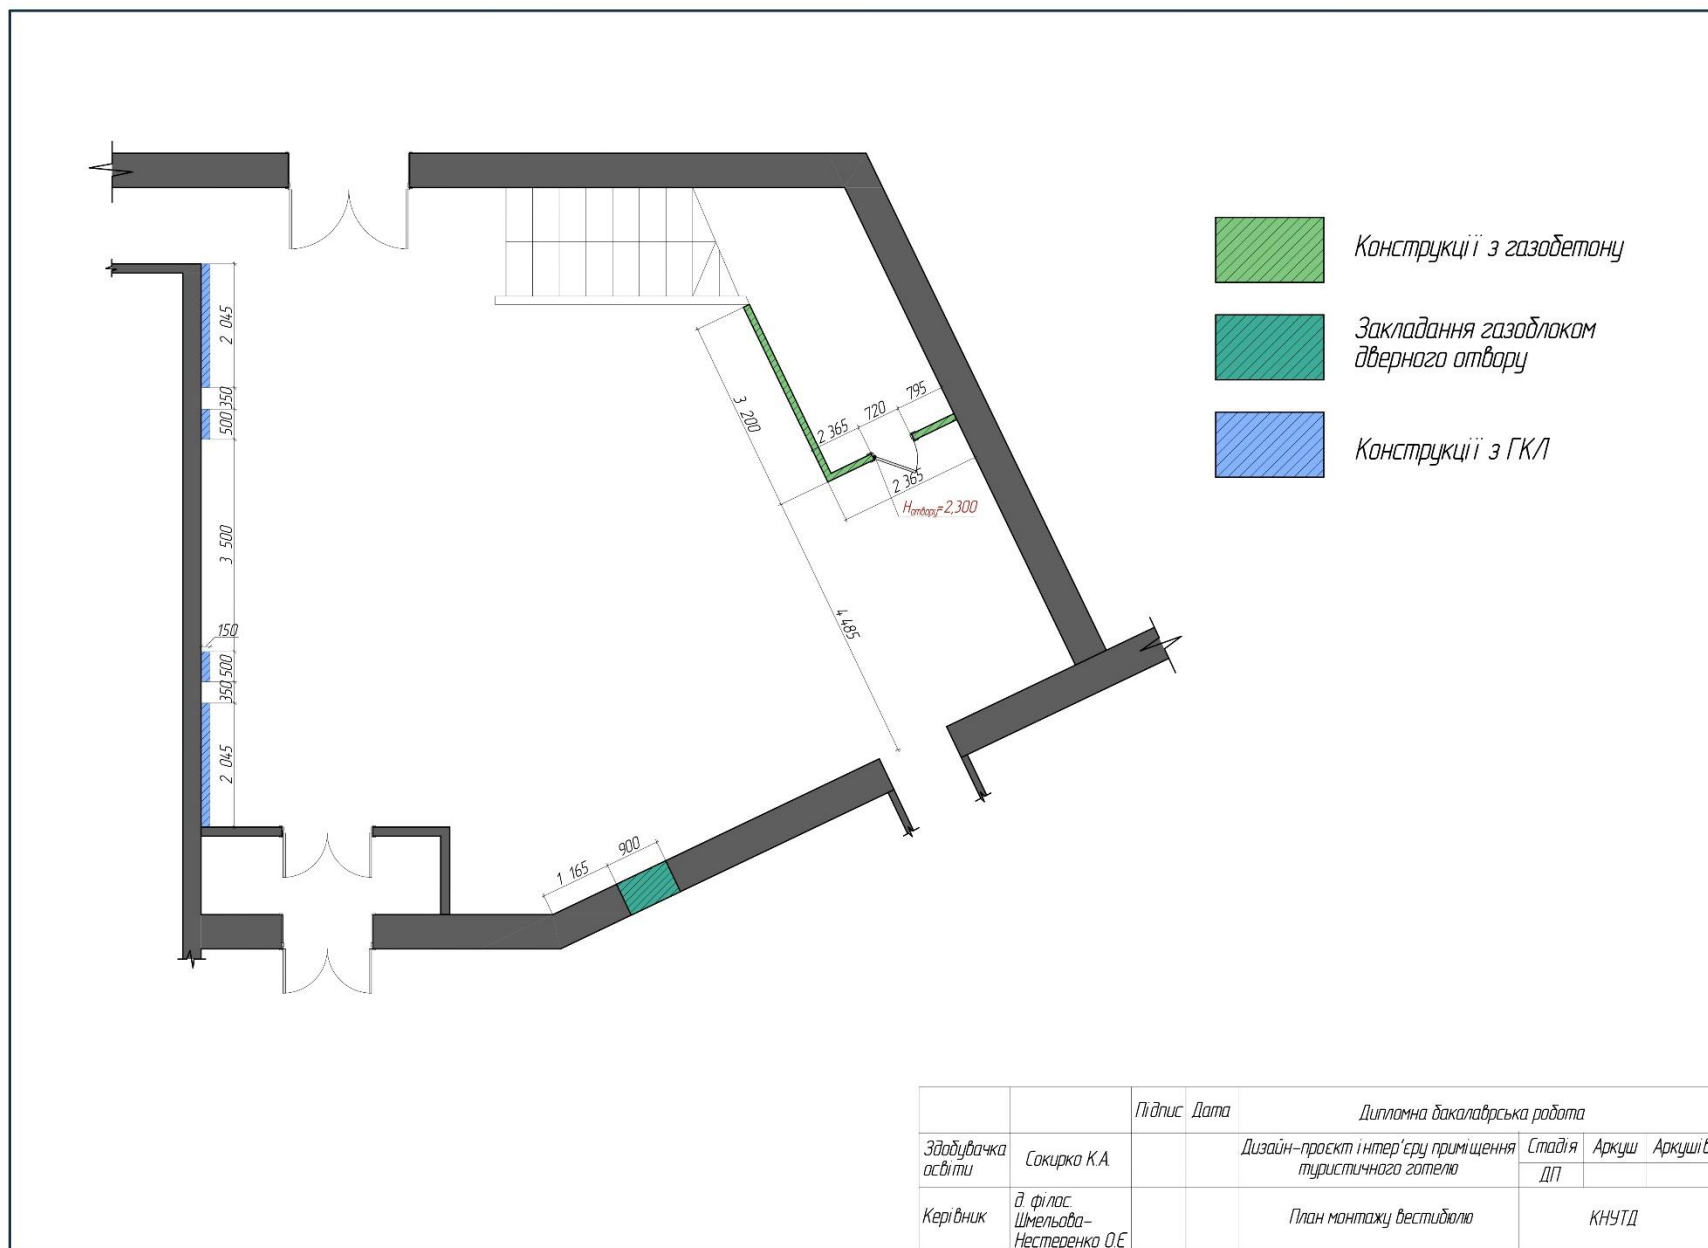 2 045
350
500
3 500
150
500
350
2 045
3 200
2 365
720
795
2 365
Hотвору=2,300
4 485
1 165
900
Конструкції з газобетону
Закладання газоблоком
дверного отвору
Конструкції з ГКЛ
Підпис Дата Дипломна бакалаврська робота
Здобувачка
освіти
Сокирко К.А.
Дизайн-проєкт інтер'єру приміщення
туристичного готелю
Стадія Аркуш Аркушів
ДП
Керівник
д. філос.
Шмельова-
Нестеренко О.Е
План монтажу вестибюлю
КНУТД